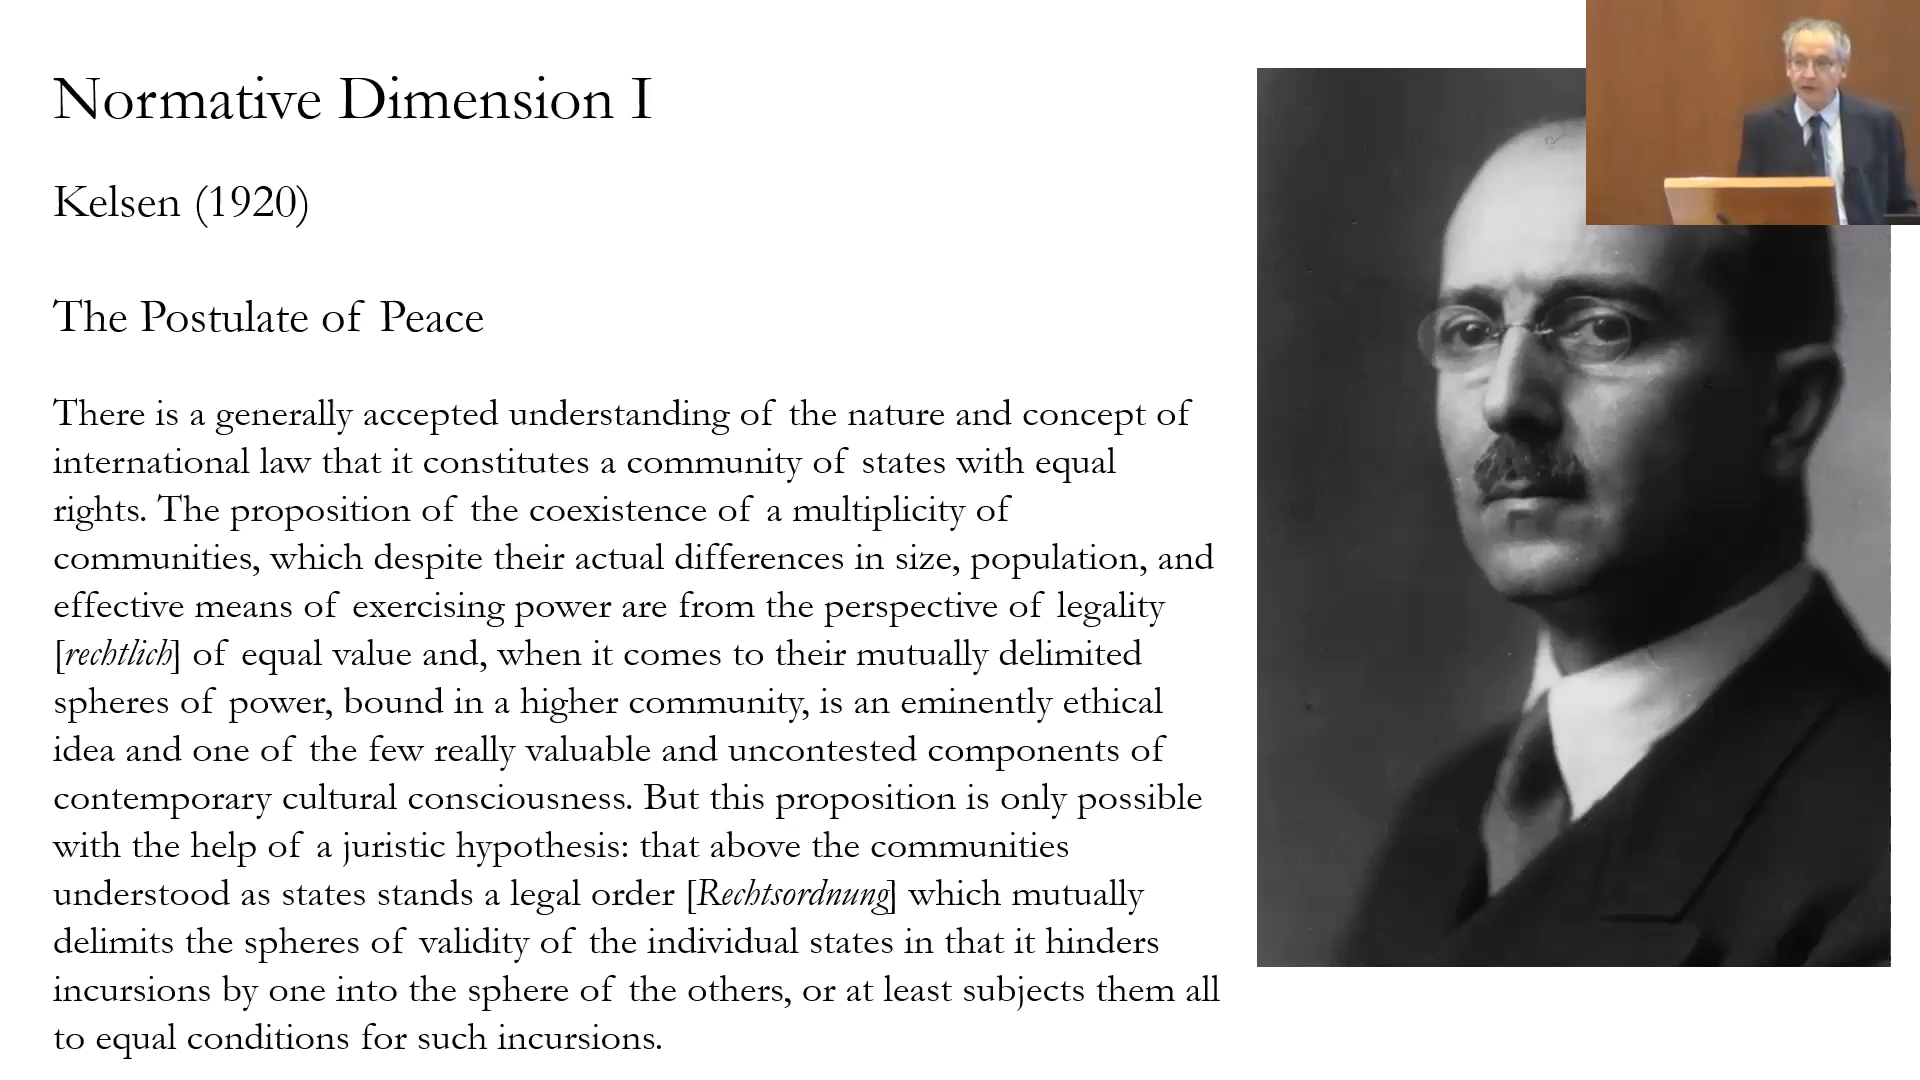 Normative Dimension I
Kelsen (1920)
The Postulate of Peace
There is a generally accepted understanding of the nature and concept of
international law that it constitutes a community of states with equal
rights. The proposition of the coexistence of a multiplicity of
communities, which despite their actual differences in size, population, and
effective means of exercising power are from the perspective of legality
[rechtlich] of equal value and, when it comes to their mutually delimited
spheres of power, bound in a higher community, is an eminently ethical
idea and one of the few really valuable and uncontested components of
contemporary cultural consciousness. But this proposition is only possible
with the help of a juristic hypothesis: that above the communities
understood as states stands a legal order [Rechtsordnung] which mutually
delimits the spheres of validity of the individual states in that it hinders
incursions by one into the sphere of the others, or at least subjects them all
to equal conditions for such incursions.